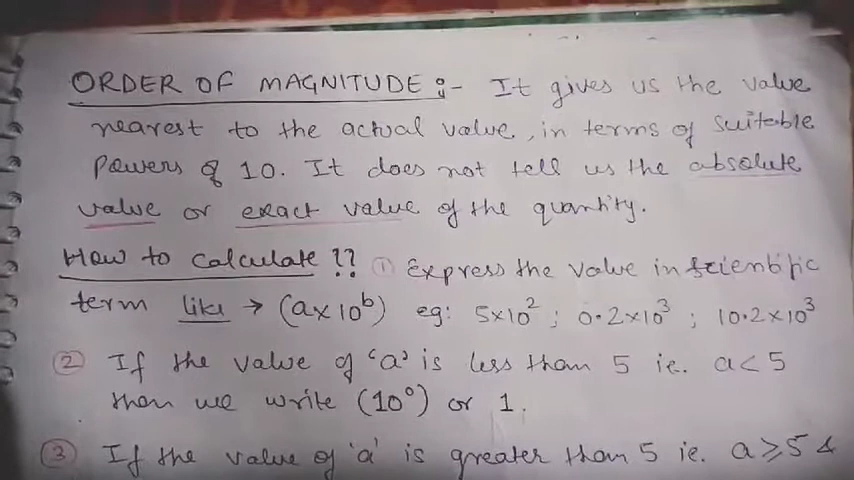 ORDER OF MAGNITUDE :- It gives us the value
nearest to the actual value, in terms of suitable
powers of 10. It does not tell us the absolute
value or exact value of the quantity.
How to calculate ?? ① Express the value in scientific
term like → (a×10ᵇ) eg: 5×10² ; 0.2×10³ ; 10.2×10³
② If the value of 'a' is less than 5 ie. a<5
then we write (10⁰) or 1.
③ If the value of 'a' is greater than 5 ie. a≥5 &